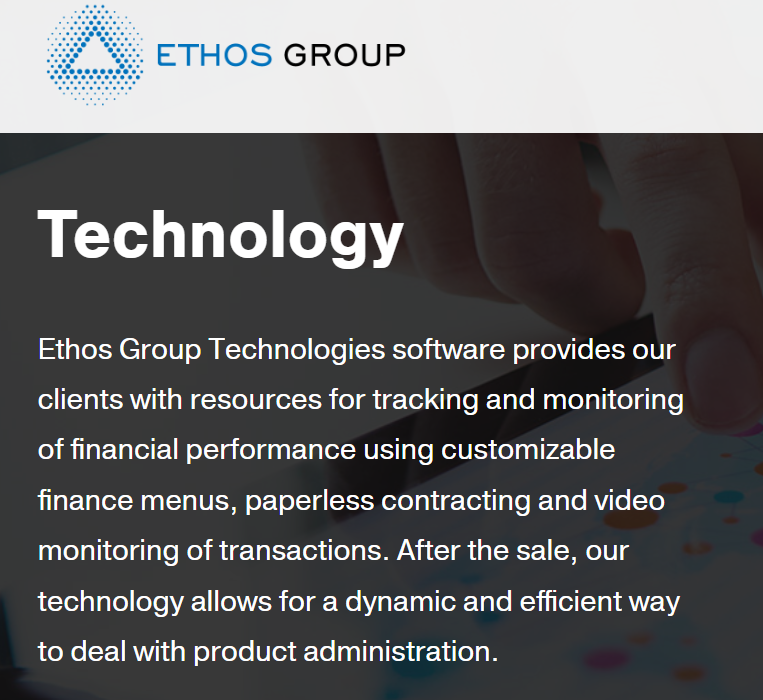 ETHOS GROUP
Technology
Ethos Group Technologies software provides our
clients with resources for tracking and monitoring
of financial performance using customizable
finance menus, paperless contracting and video
monitoring of transactions. After the sale, our
technology allows for a dynamic and efficient way
to deal with product administration.